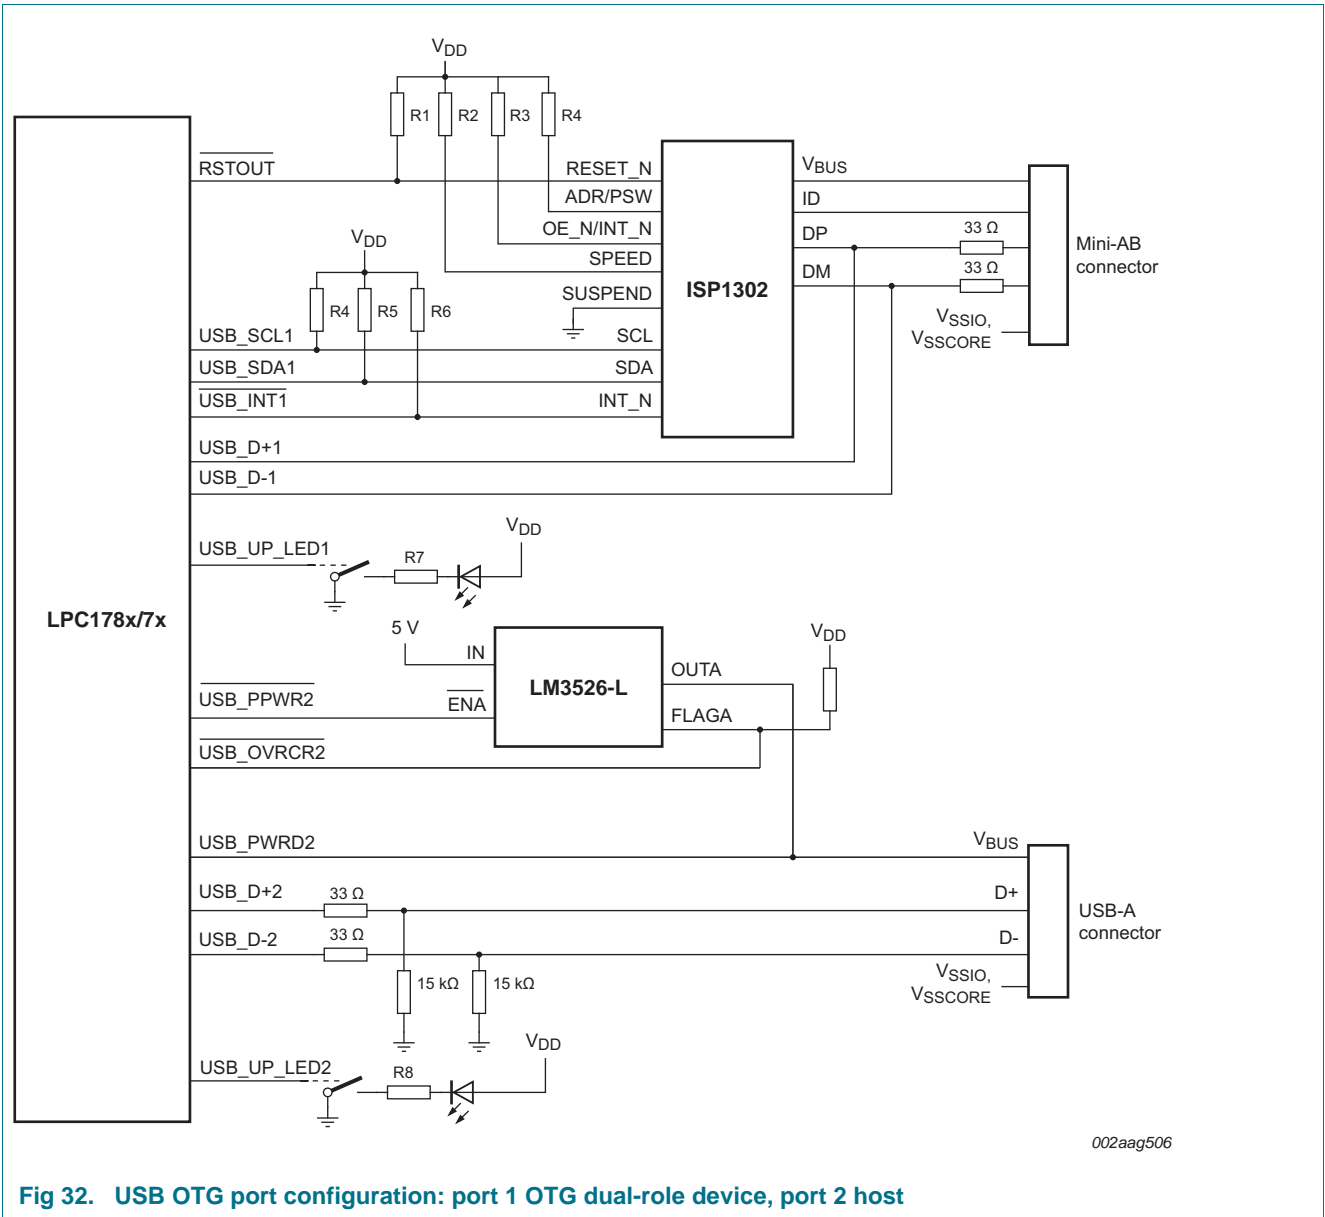 VDD
R1
R2
R3
R4
RSTOUT
RESET_N
ADR/PSW
OE_N/INT_N
SPEED
SUSPEND
VDD
R4
R5
R6
USB_SCL1
SCL
USB_SDA1
SDA
USB_INT1
INT_N
USB_D+1
USB_D-1
ISP1302
VBUS
ID
DP
33 Ω
DM
33 Ω
VSSIO,
VSSCORE
Mini-AB
connector
USB_UP_LED1
R7
VDD
LPC178x/7x
5 V
IN
LM3526-L
OUTA
VDD
USB_PPWR2
ENA
FLAGA
USB_OVRCR2
USB_PWRD2
VBUS
USB_D+2
33 Ω
D+
USB_D-2
33 Ω
D-
USB-A
connector
15 kΩ
15 kΩ
VSSIO,
VSSCORE
USB_UP_LED2
R8
VDD
002aag506
Fig 32. USB OTG port configuration: port 1 OTG dual-role device, port 2 host